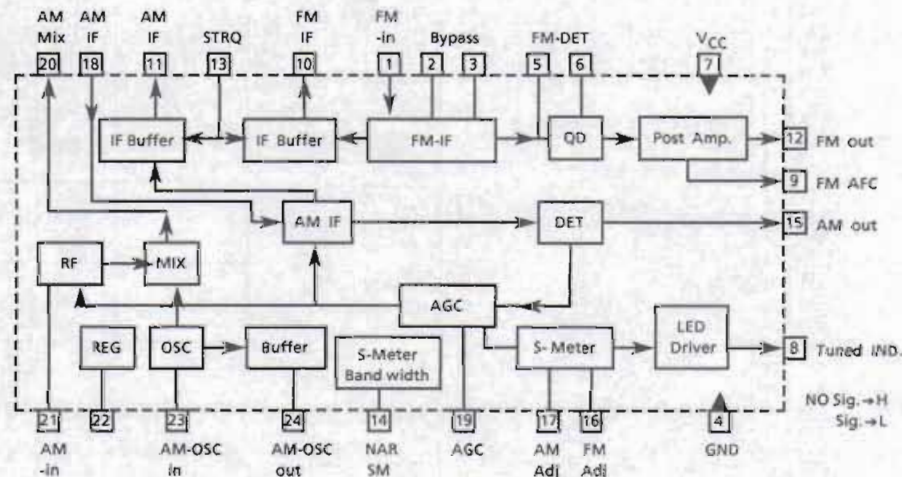 AM AM AM FM FM
Mix IF IF STRQ IF -in Bypass FM-DET VCC
20 18 11 13 10 1 2 3 5 6 7
IF Buffer IF Buffer FM-IF QD Post Amp. 12 FM out
9 FM AFC
AM IF DET 15 AM out
RF MIX
AGC
REG OSC Buffer S-Meter Band width S-Meter LED Driver 8 Tuned IND.
NO Sig.→H
Sig.→L
21 22 23 24 14 19 17 16 4
AM AM-OSC AM-OSC NAR AGC AM FM GND
-in in out SM Adj Adj